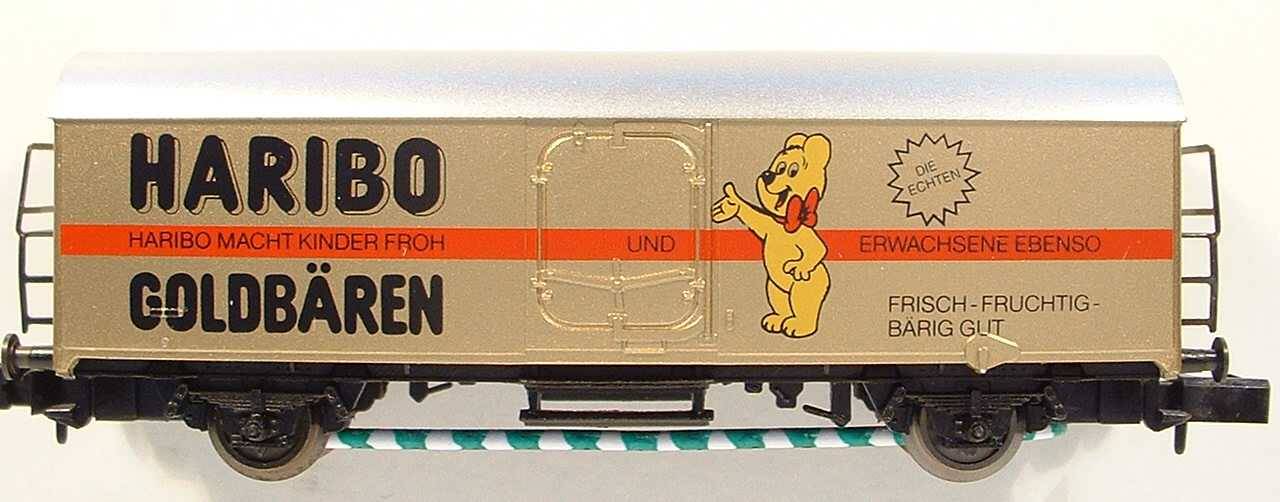 HARIBO
HARIBO MACHT KINDER FROH UND ERWACHSENE EBENSO
GOLDBÄREN
DIE
ECHTEN
FRISCH-FRUCHTIG-
BÄRIG GUT